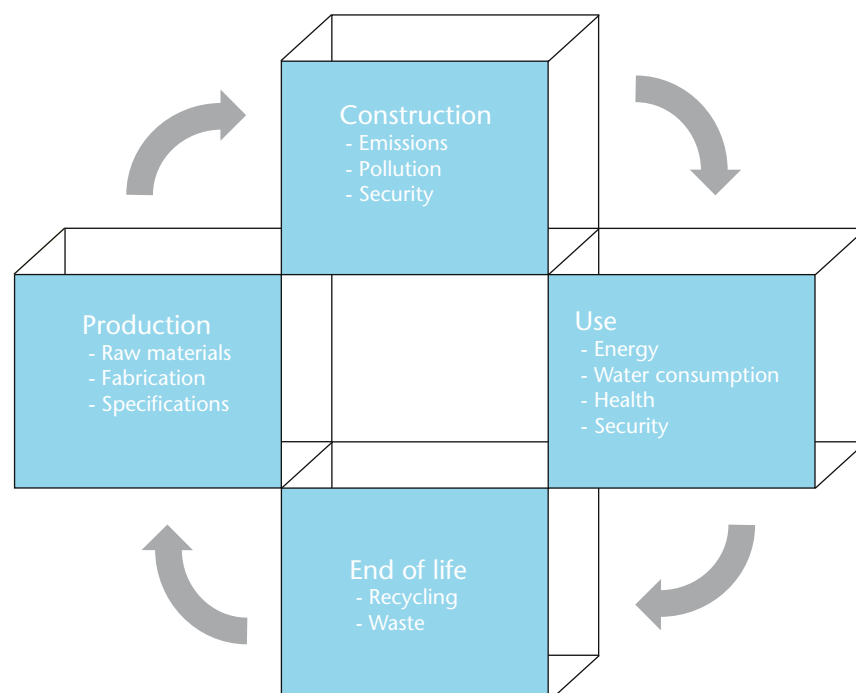 Construction
- Emissions
- Pollution
- Security
Production
- Raw materials
- Fabrication
- Specifications
Use
- Energy
- Water consumption
- Health
- Security
End of life
- Recycling
- Waste